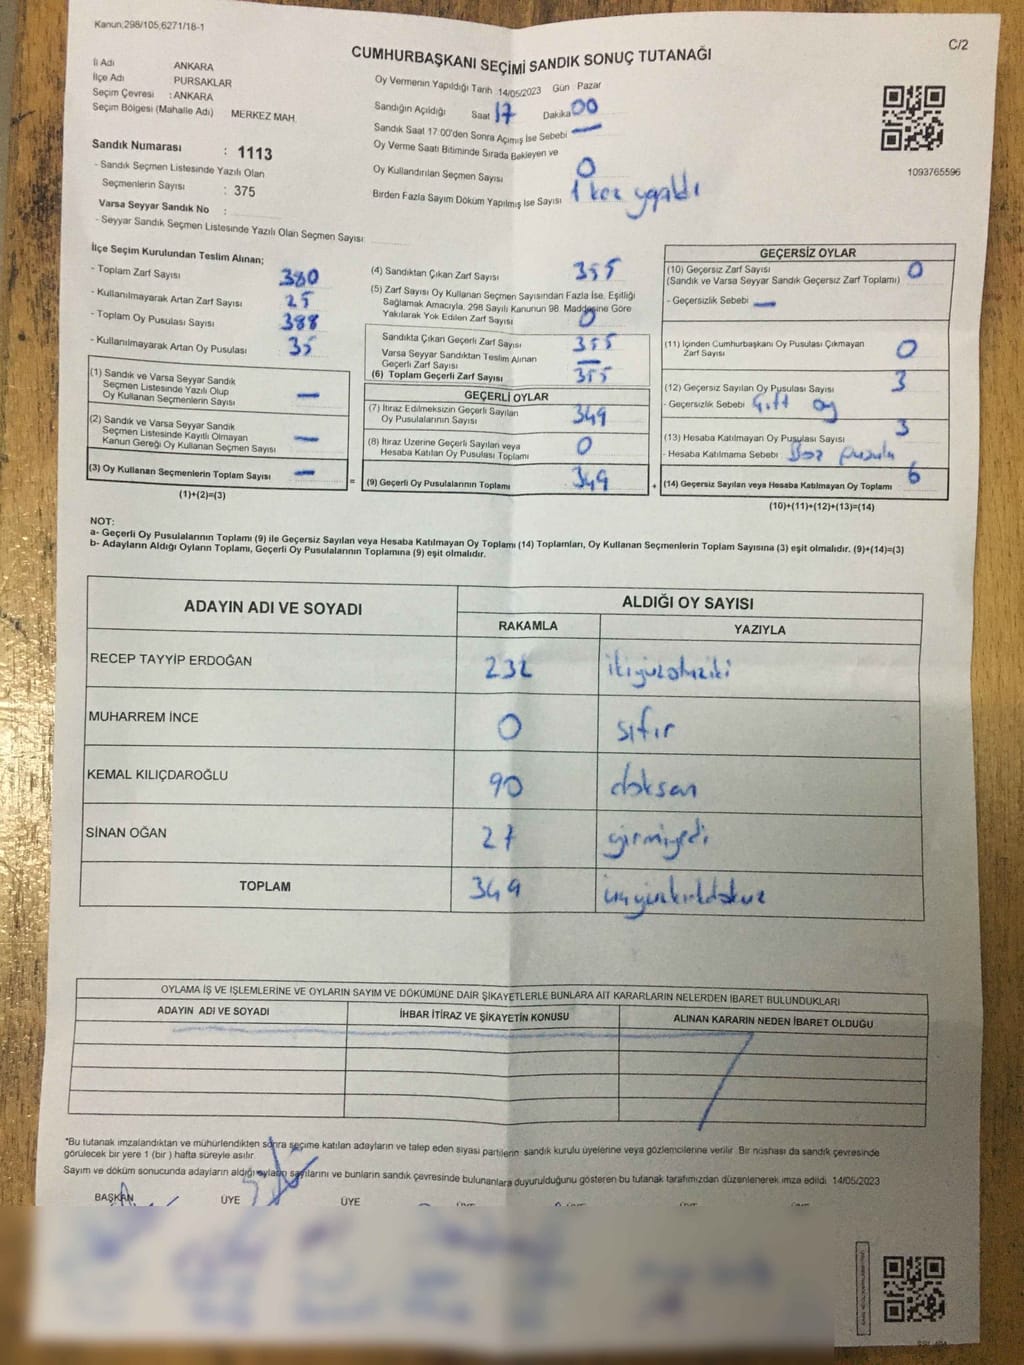 Kanun:298/105,6271/18-1
C/2
CUMHURBAŞKANI SEÇİMİ SANDIK SONUÇ TUTANAĞI
İl Adı ANKARA
İlçe Adı PURSAKLAR
Seçim Çevresi : ANKARA
Seçim Bölgesi (Mahalle Adı) MERKEZ MAH.
Sandık Numarası : 1113
- Sandık Seçmen Listesinde Yazılı Olan
Seçmenlerin Sayısı : 375
Varsa Seyyar Sandık No :
- Seyyar Sandık Seçmen Listesinde Yazılı Olan Seçmen Sayısı
Oy Vermenin Yapıldığı Tarih 14/05/2023 Gün Pazar
Sandığın Açıldığı Saat 17 Dakika 00
Sandık Saat 17:00'den Sonra Açılmış İse Sebebi —
Oy Verme Saati Bitiminde Sırada Bekleyen ve
Oy Kullandırılan Seçmen Sayısı 0
Birden Fazla Sayım Döküm Yapılmış İse Sayısı 1 kez yapıldı
1093765596
İlçe Seçim Kurulundan Teslim Alınan;
- Toplam Zarf Sayısı 380
- Kullanılmayarak Artan Zarf Sayısı 25
- Toplam Oy Pusulası Sayısı 388
- Kullanılmayarak Artan Oy Pusulası 35
(1) Sandık ve Varsa Seyyar Sandık
Seçmen Listesinde Yazılı Olup
Oy Kullanan Seçmenlerin Sayısı —
(2) Sandık ve Varsa Seyyar Sandık
Seçmen Listesinde Kayıtlı Olmayan
Kanun Gereği Oy Kullanan Seçmen Sayısı —
(3) Oy Kullanan Seçmenlerin Toplam Sayısı —
(1)+(2)=(3)
=
(4) Sandıktan Çıkan Zarf Sayısı 355
(5) Zarf Sayısı Oy Kullanan Seçmen Sayısından Fazla İse, Eşitliği
Sağlamak Amacıyla, 298 Sayılı Kanunun 98. Maddesine Göre
Yakılarak Yok Edilen Zarf Sayısı 0
Sandıkta Çıkan Geçerli Zarf Sayısı 355
Varsa Seyyar Sandıktan Teslim Alınan
Geçerli Zarf Sayısı —
(6) Toplam Geçerli Zarf Sayısı 355
GEÇERLİ OYLAR
(7) İtiraz Edilmeksizin Geçerli Sayılan
Oy Pusulalarının Sayısı 349
(8) İtiraz Üzerine Geçerli Sayılan veya
Hesaba Katılan Oy Pusulası Toplamı 0
(9) Geçerli Oy Pusulalarının Toplamı 349
+
GEÇERSİZ OYLAR
(10) Geçersiz Zarf Sayısı 0
(Sandık ve Varsa Seyyar Sandık Geçersiz Zarf Toplamı)
- Geçersizlik Sebebi —
(11) İçinden Cumhurbaşkanı Oy Pusulası Çıkmayan
Zarf Sayısı 0
(12) Geçersiz Sayılan Oy Pusulası Sayısı 3
- Geçersizlik Sebebi Çift oy
(13) Hesaba Katılmayan Oy Pusulası Sayısı 3
- Hesaba Katılmama Sebebi Boz pusula
(14) Geçersiz Sayılan veya Hesaba Katılmayan Oy Toplamı 6
(10)+(11)+(12)+(13)=(14)
NOT:
a- Geçerli Oy Pusulalarının Toplamı (9) ile Geçersiz Sayılan veya Hesaba Katılmayan Oy Toplamı (14) Toplamları, Oy Kullanan Seçmenlerin Toplam Sayısına (3) eşit olmalıdır. (9)+(14)=(3)
b- Adayların Aldığı Oyların Toplamı, Geçerli Oy Pusulalarının Toplamına (9) eşit olmalıdır.
ADAYIN ADI VE SOYADI ALDIĞI OY SAYISI
RAKAMLA YAZIYLA
RECEP TAYYİP ERDOĞAN 232 ikiyüzotuziki
MUHARREM İNCE 0 sıfır
KEMAL KILIÇDAROĞLU 90 doksan
SİNAN OĞAN 27 yirmiyedi
TOPLAM 349 üçyüzkırkdokuz
OYLAMA İŞ VE İŞLEMLERİNE VE OYLARIN SAYIM VE DÖKÜMÜNE DAİR ŞİKAYETLERLE BUNLARA AİT KARARLARIN NELERDEN İBARET BULUNDUKLARI
ADAYIN ADI VE SOYADI İHBAR İTİRAZ VE ŞİKAYETİN KONUSU ALINAN KARARIN NEDEN İBARET OLDUĞU
*Bu tutanak imzalandıktan ve mühürlendikten sonra seçime katılan adayların ve talep eden siyasi partilerin sandık kurulu üyelerine veya gözlemcilerine verilir. Bir nüshası da sandık çevresinde
görülecek bir yere 1 (bir) hafta süreyle asılır.
Sayım ve döküm sonucunda adayların aldığı oyların sayılarını ve bunların sandık çevresinde bulunanlara duyurulduğunu gösteren bu tutanak tarafımızdan düzenlenerek imza edildi. 14/05/2023
BAŞKAN ÜYE ÜYE